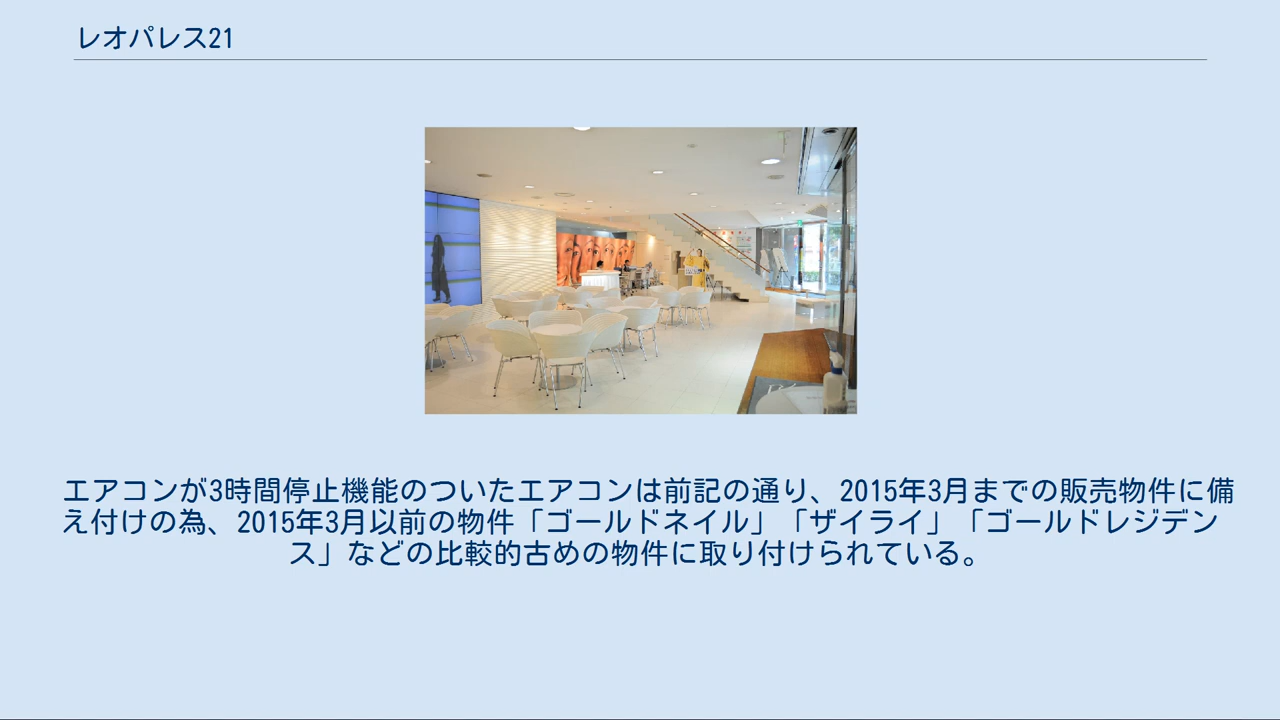 レオパレス21
エアコンが3時間停止機能のついたエアコンは前記の通り、2015年3月までの販売物件に備
え付けの為、2015年3月以前の物件「ゴールドネイル」「ザイライ」「ゴールドレジデン
ス」などの比較的古めの物件に取り付けられている。